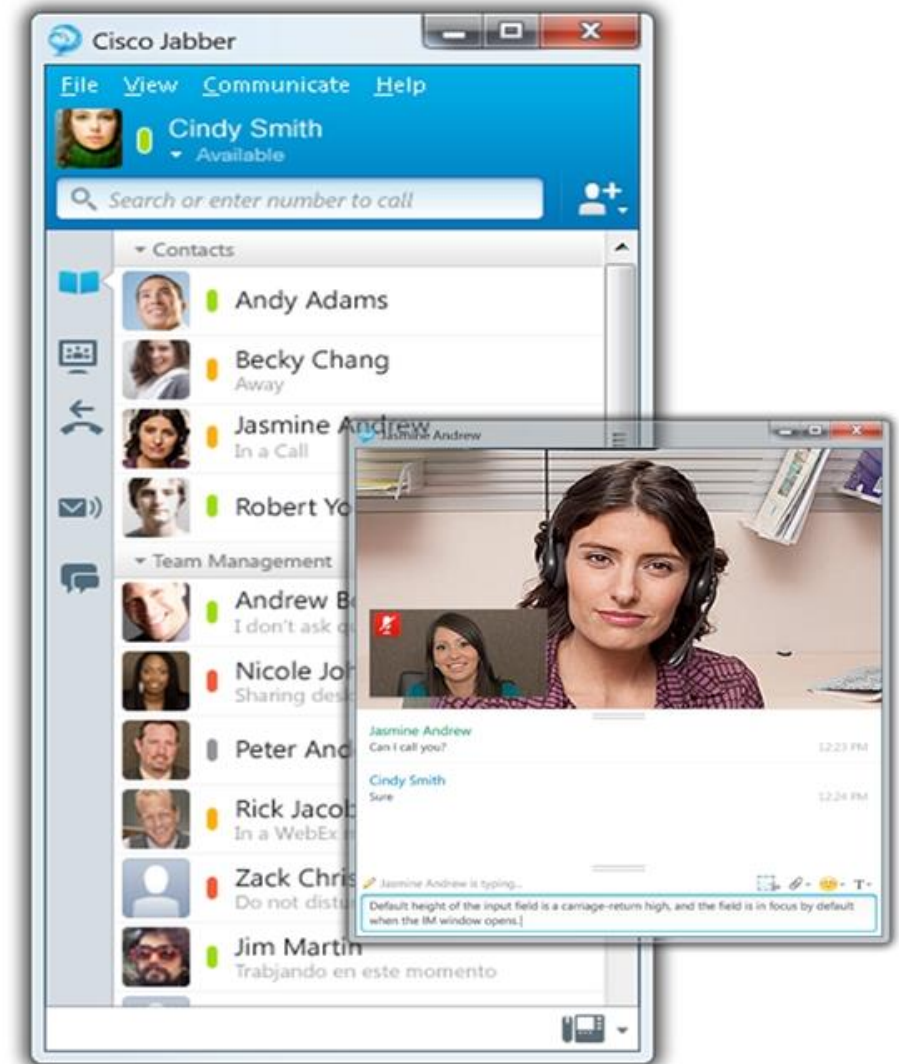 Cisco Jabber
File View Communicate Help
Cindy Smith
Available
Search or enter number to call
Contacts
Andy Adams
Becky Chang
Away
Jasmine Andrew
In a Call
Robert Yo
Team Management
Andrew B
I don't ask
Nicole Jo
Sharing des
Peter And
Rick Jacob
In a WebEx
Zack Chris
Do not distu
Jim Martin
Trabjando en este momento
Jasmine Andrew
Jasmine Andrew
Can I call you?
12:23 PM
Cindy Smith
Sure
12:24 PM
Jasmine Andrew is typing...
T
Default height of the input field is a carriage-return high, and the field is in focus by default
when the IM window opens.